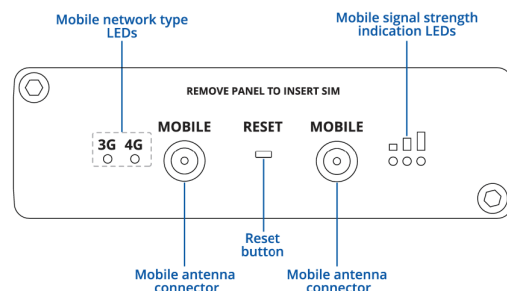 Mobile network type
LEDs
Mobile signal strength
indication LEDs
REMOVE PANEL TO INSERT SIM
MOBILE RESET MOBILE
3G 4G
Reset
button
Mobile antenna
connector
Mobile antenna
connector